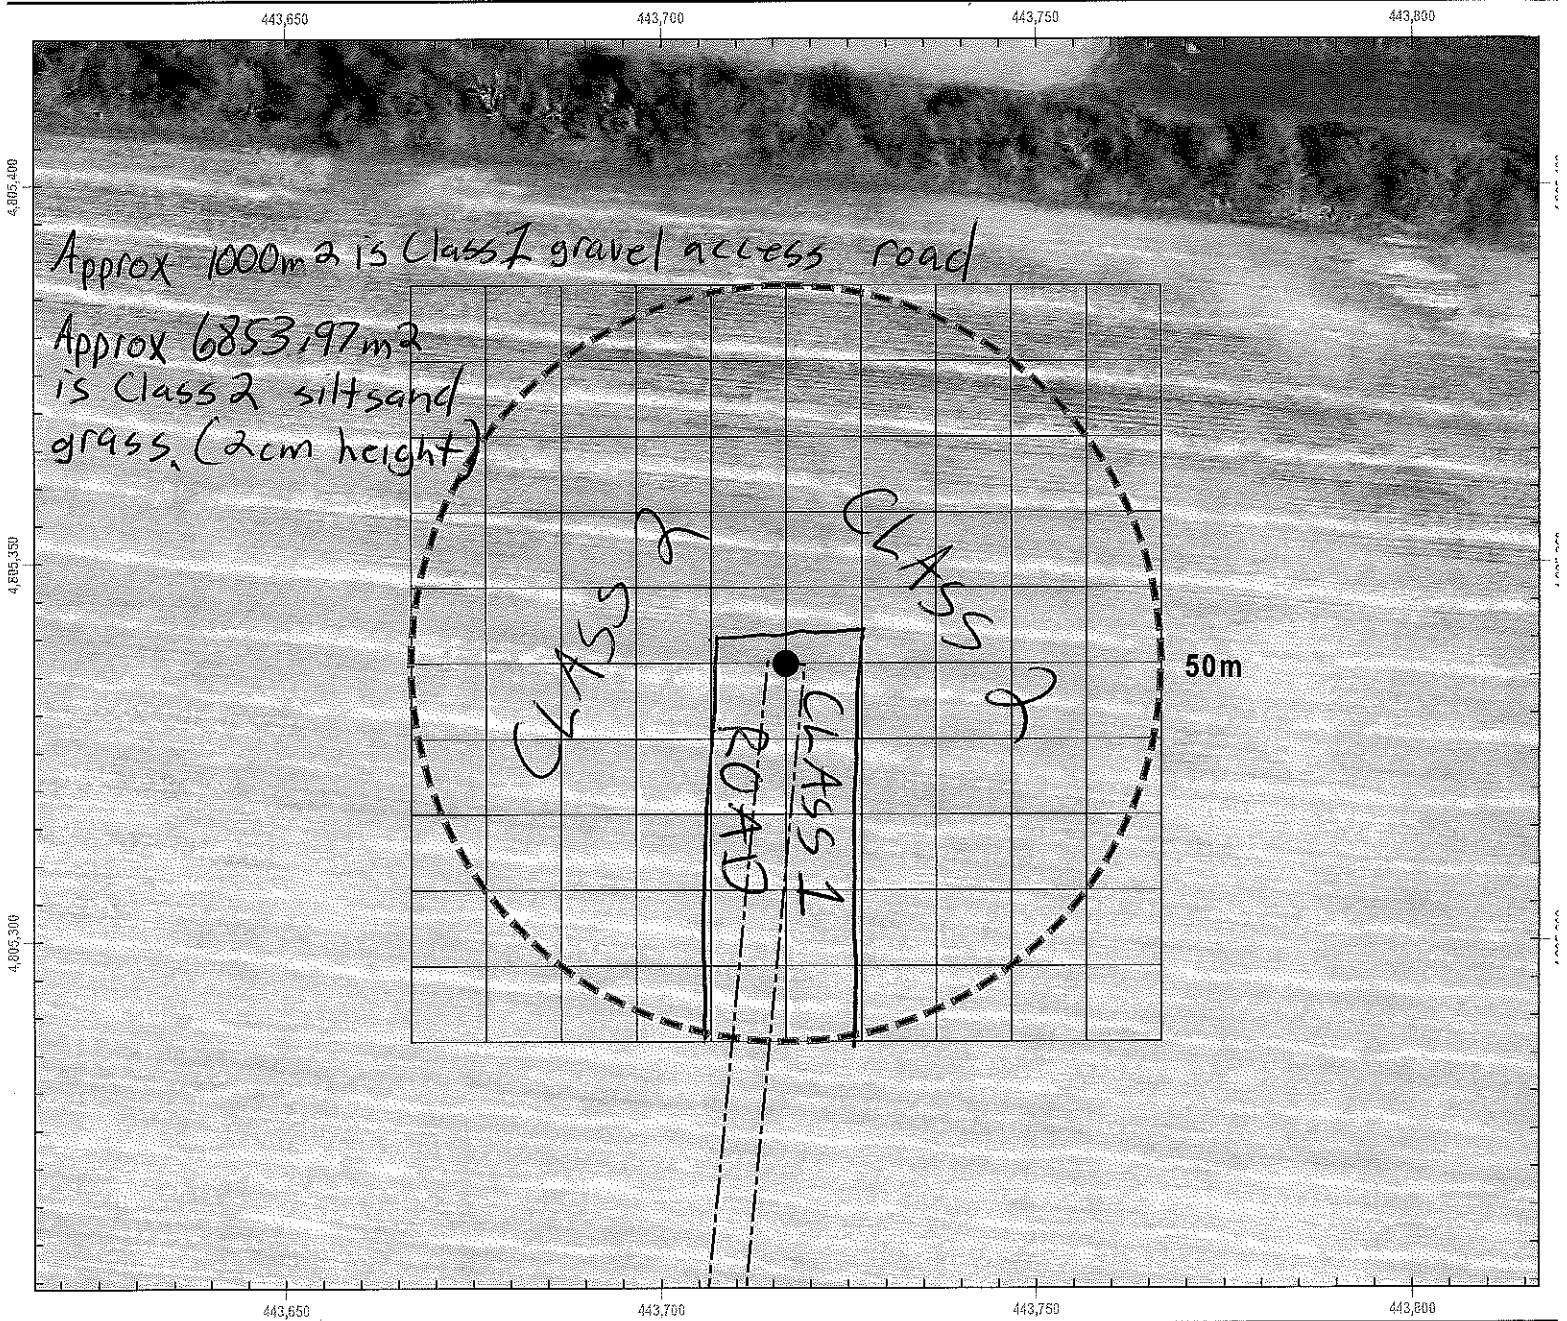 443,650 443,700 443,750 443,800
4,805,400
Approx 1000m2 is Class 1 gravel access road
Approx 6853.97m2
is Class 2 siltsand
grass. (2cm height)
4,805,350
CLASS 2
CLASS 2
50m
CLASS 1
ROAD
4,805,300
443,650 443,700 443,750 443,800